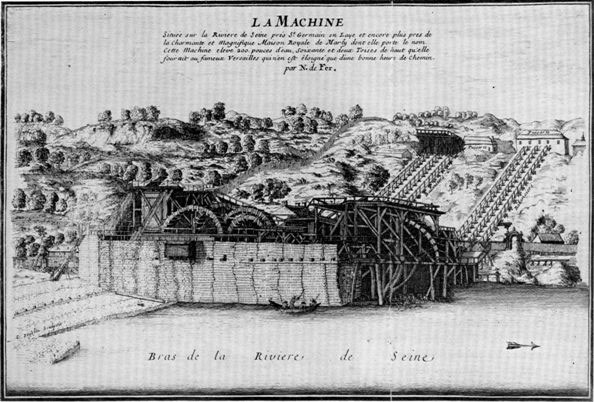 LA MACHINE
Située sur la Riviere de Seine prés St. Germain en Laye et encore plus pres de
la Charmante et Magnifique Maison Royale de Marly dont elle porte le nom.
Cette Machine eleve 200. pouces d'eau, Soixante et deux Toises de haut qu'elle
fournit au fameux Versailles qui n'en est éloigné que d'une bonne heure de Chemin.
par N. de Fer.
Bras de la Riviere de Seine